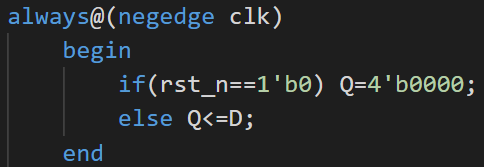 always@(negedge clk)
begin
if(rst_n==1'b0) Q=4'b0000;
else Q<=D;
end